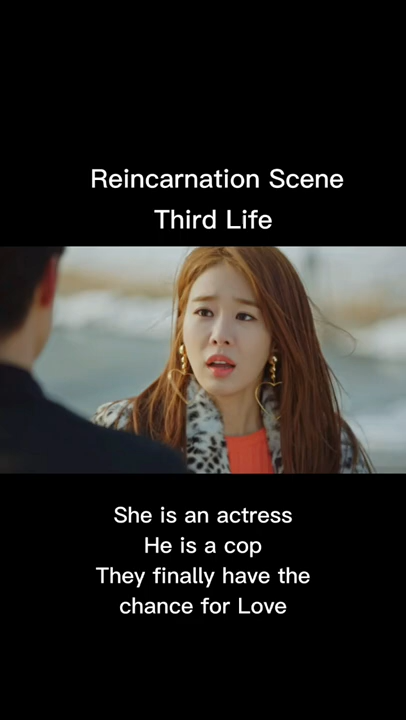 Reincarnation Scene
Third Life
She is an actress
He is a cop
They finally have the
chance for Love